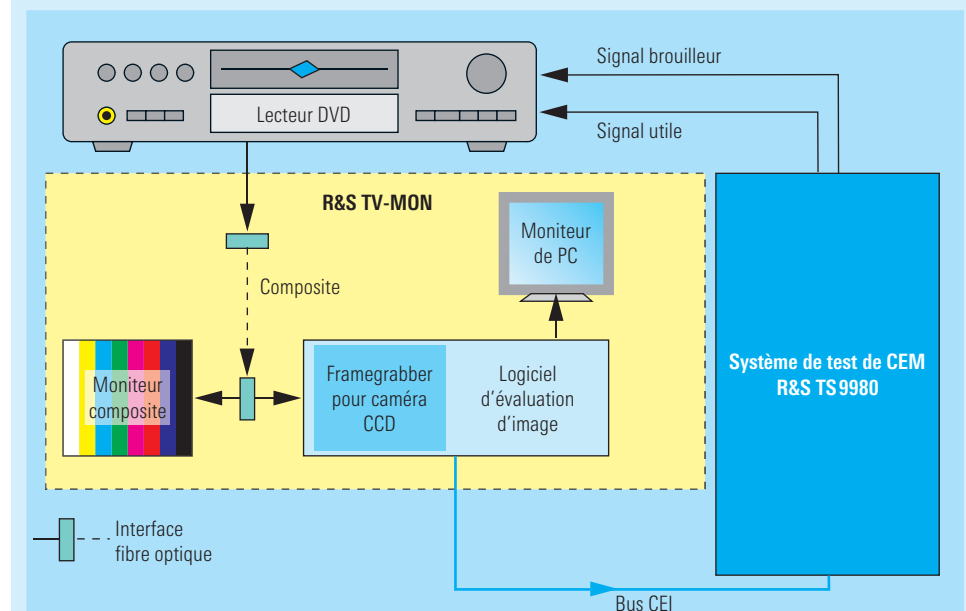 Signal brouilleur
Lecteur DVD
Signal utile
R&S TV-MON
Moniteur
de PC
Composite
Moniteur
composite
Framegrabber
pour caméra
CCD
Logiciel
d'évaluation
d'image
Système de test de CEM
R&S TS 9980
Interface
fibre optique
Bus CEI